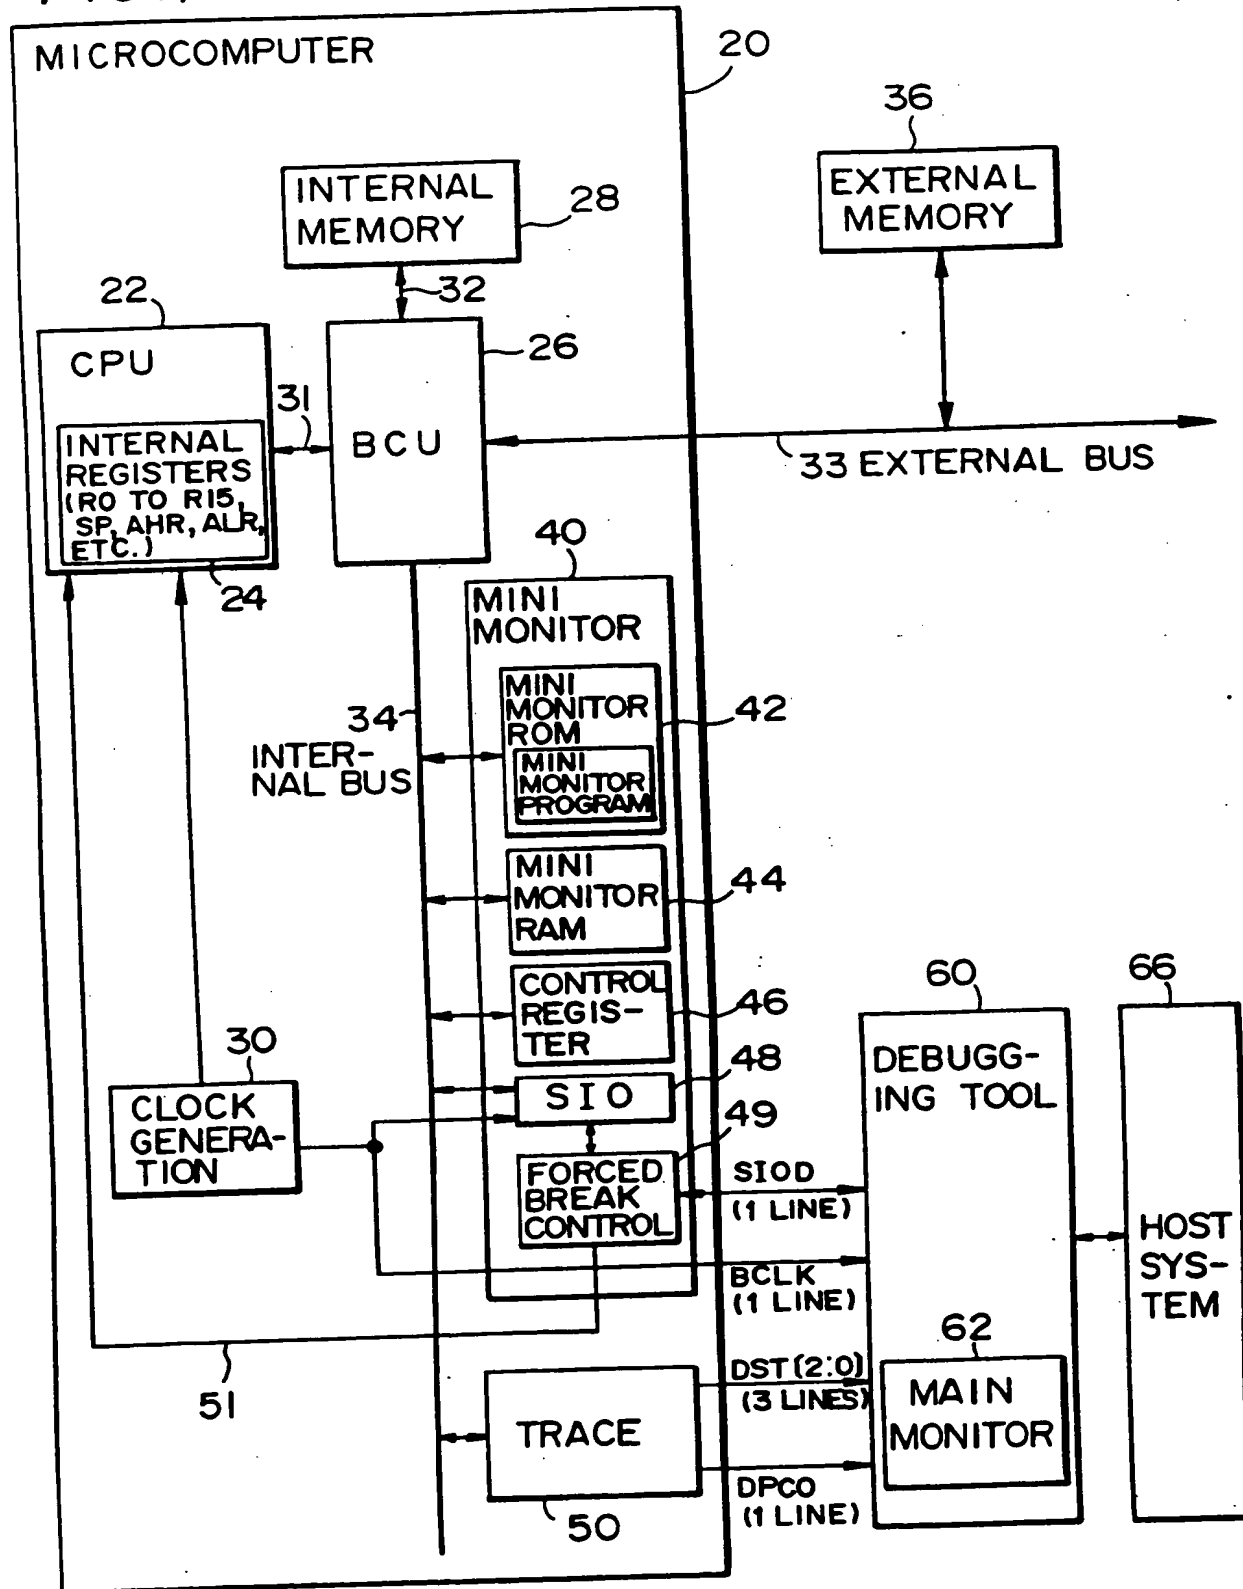 MICROCOMPUTER
20
36
INTERNAL
MEMORY
28
EXTERNAL
MEMORY
32
22
CPU
26
31
BCU
INTERNAL
REGISTERS
(R0 TO R15,
SP, AHR, ALR,
ETC.)
24
33 EXTERNAL BUS
40
MINI
MONITOR
MINI
MONITOR
ROM
42
34
INTER-
NAL BUS
MINI
MONITOR
PROGRAM
MINI
MONITOR
RAM
44
CONTROL
REGIS-
TER
46
60
66
30
CLOCK
GENERA-
TION
SIO
48
DEBUGG-
ING TOOL
49
FORCED
BREAK
CONTROL
SIOD
(1 LINE)
HOST
SYS-
TEM
BCLK
(1 LINE)
62
51
DST(2:0)
(3 LINES)
MAIN
MONITOR
TRACE
DPCO
(1 LINE)
50